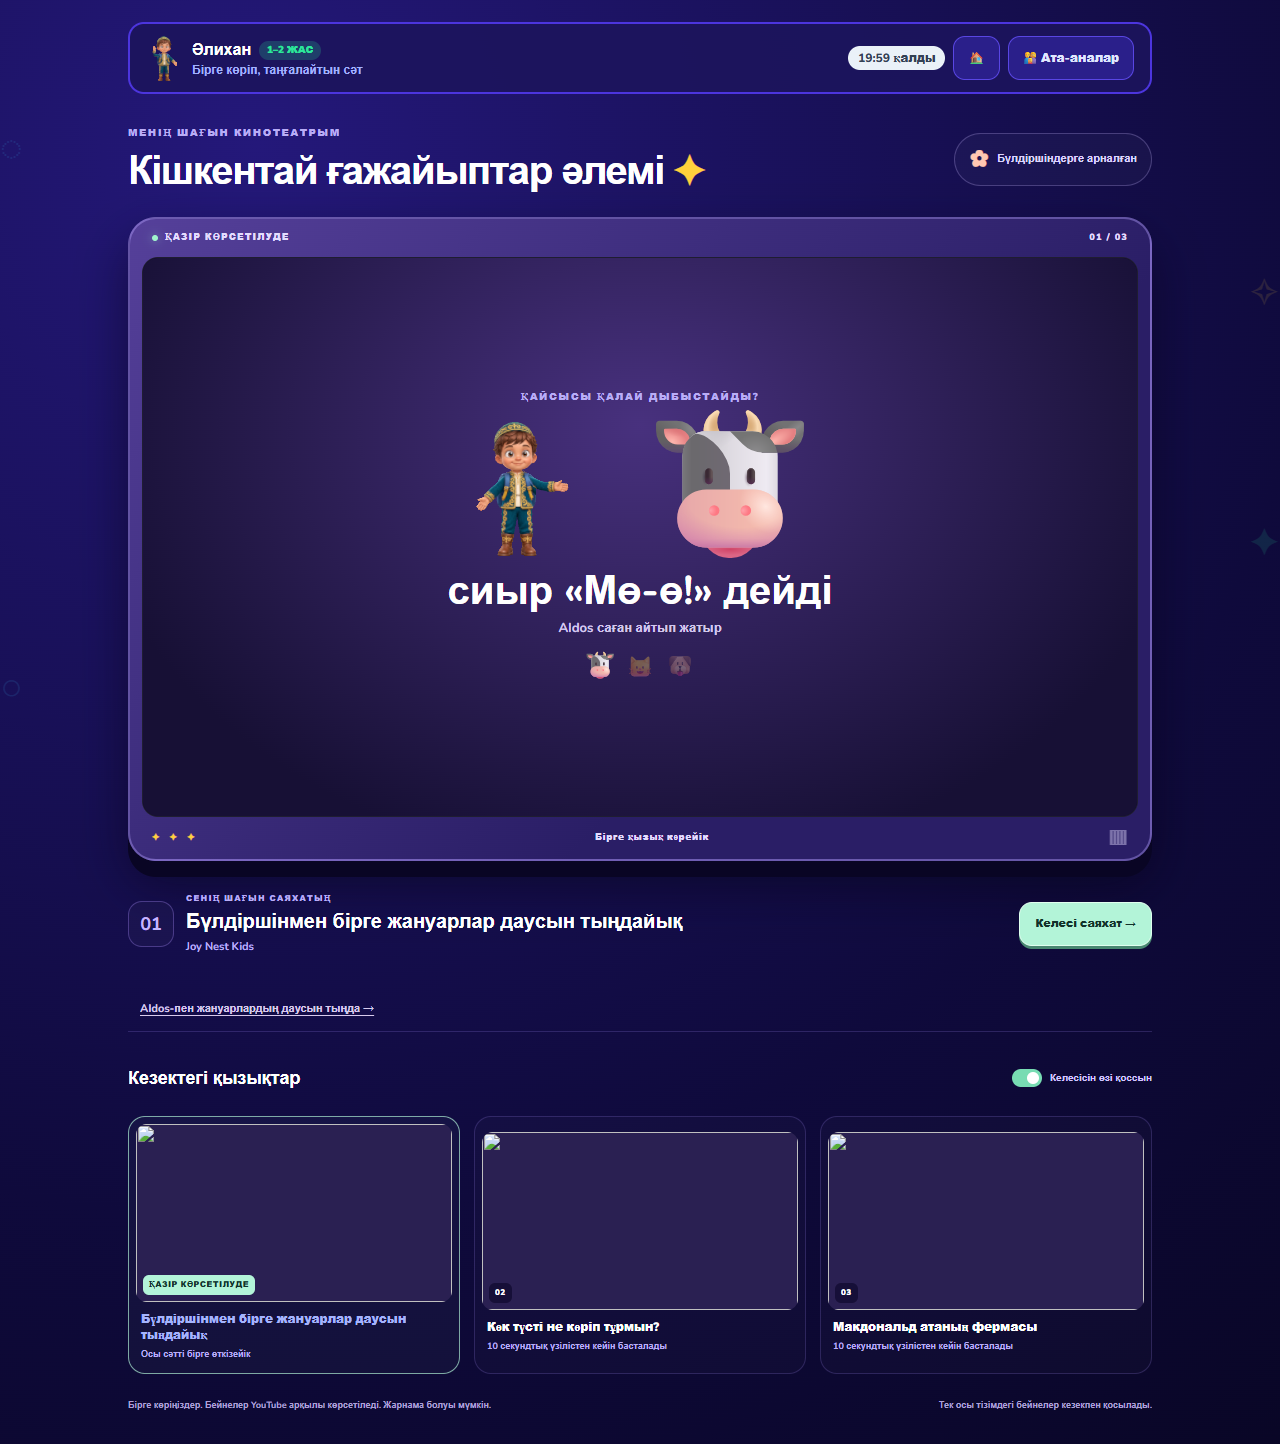 Әлихан
1–2 ЖАС
Бірге көріп, таңғалайтын сәт
19:59 қалды
Ата-аналар
МЕНІҢ ШАҒЫН КИНОТЕАТРЫМ
Кішкентай ғажайыптар әлемі
Бүлдіршіндерге арналған
ҚАЗІР КӨРСЕТІЛУДЕ
01 / 03
ҚАЙСЫСЫ ҚАЛАЙ ДЫБЫСТАЙДЫ?
сиыр «Мө-ө!» дейді
Aldos саған айтып жатыр
Бірге қызық көрейік
01
СЕНІҢ ШАҒЫН САЯХАТЫҢ
Бүлдіршінмен бірге жануарлар даусын тыңдайық
Joy Nest Kids
Келесі саяхат →
Aldos-пен жануарлардың даусын тыңда →
Кезектегі қызықтар
Келесісін өзі қоссын
ҚАЗІР КӨРСЕТІЛУДЕ
Бүлдіршінмен бірге жануарлар даусын
тыңдайық
Осы сәтті бірге өткізейік
02
Көк түсті не көріп тұрмын?
10 секундтық үзілістен кейін басталады
03
Макдональд атаның фермасы
10 секундтық үзілістен кейін басталады
Бірге көріңіздер. Бейнелер YouTube арқылы көрсетіледі. Жарнама болуы мүмкін.
Тек осы тізімдегі бейнелер кезекпен қосылады.